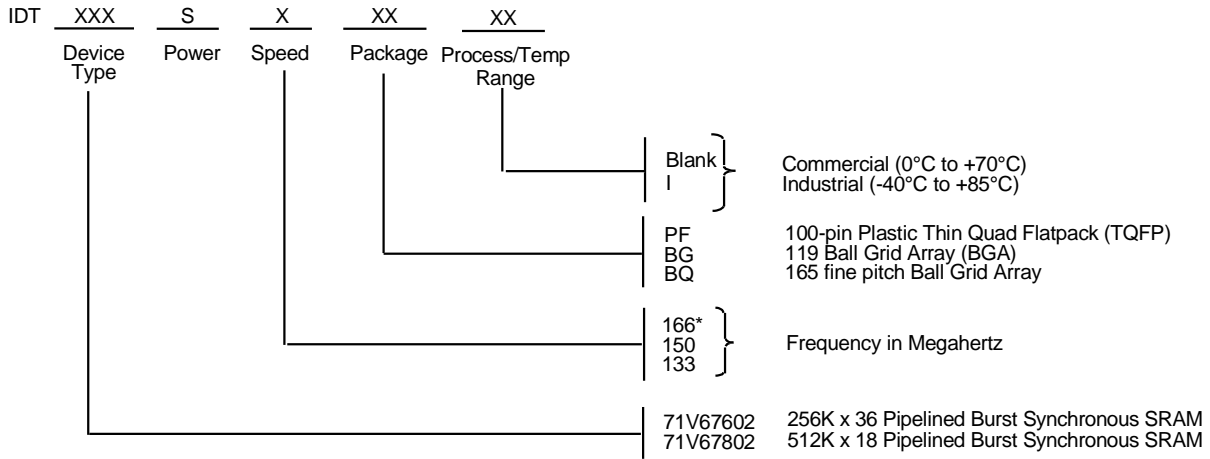 IDT XXX S X XX XX
Device Type Power Speed Package Process/Temp Range
Blank Commercial (0°C to +70°C)
I Industrial (-40°C to +85°C)
PF 100-pin Plastic Thin Quad Flatpack (TQFP)
BG 119 Ball Grid Array (BGA)
BQ 165 fine pitch Ball Grid Array
166*
150 Frequency in Megahertz
133
71V67602 256K x 36 Pipelined Burst Synchronous SRAM
71V67802 512K x 18 Pipelined Burst Synchronous SRAM